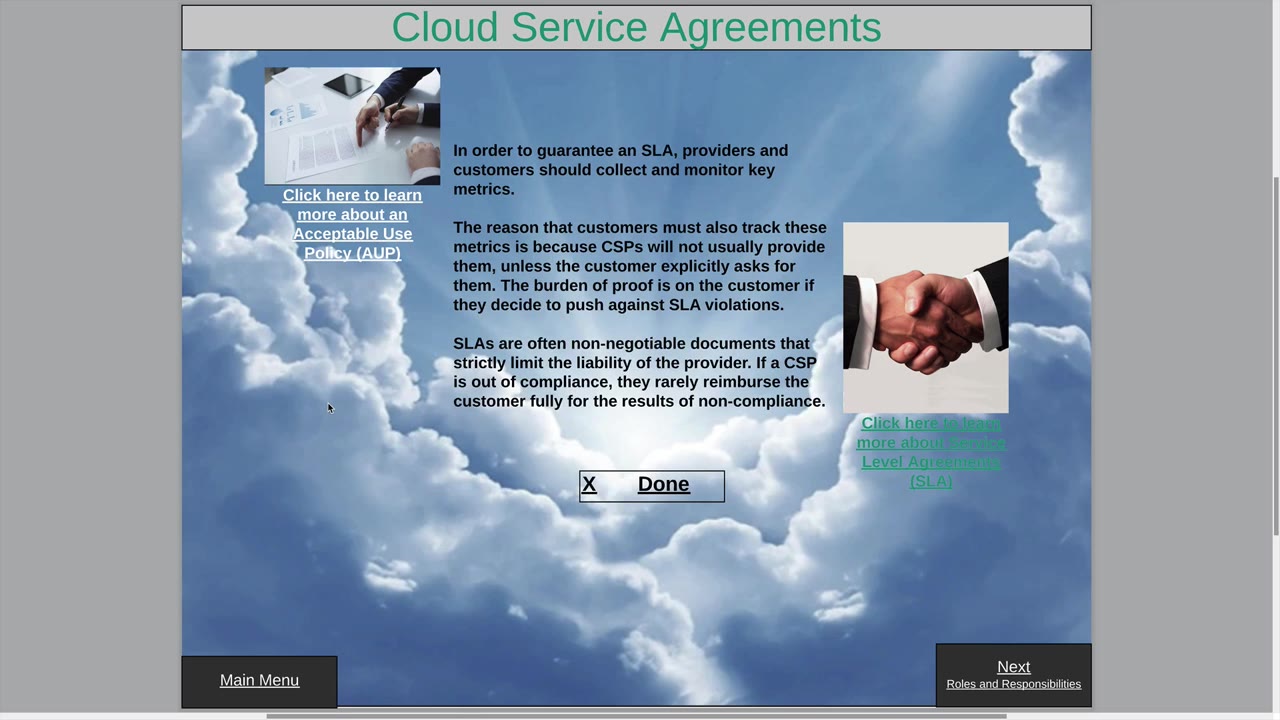 Cloud Service Agreements
Click here to learn
more about an
Acceptable Use
Policy (AUP)
In order to guarantee an SLA, providers and
customers should collect and monitor key
metrics.
The reason that customers must also track these
metrics is because CSPs will not usually provide
them, unless the customer explicitly asks for
them. The burden of proof is on the customer if
they decide to push against SLA violations.
SLAs are often non-negotiable documents that
strictly limit the liability of the provider. If a CSP
is out of compliance, they rarely reimburse the
customer fully for the results of non-compliance.
Click here to learn
more about Service
Level Agreements
(SLA)
X Done
Main Menu
Next
Roles and Responsibilities